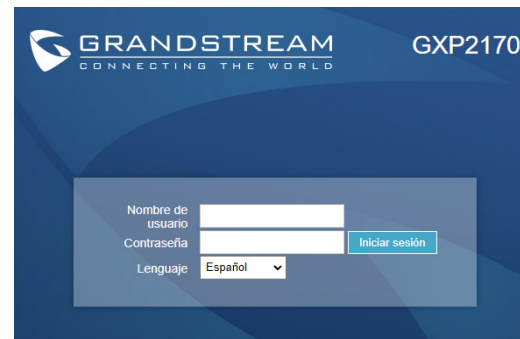 GRANDSTREAM
CONNECTING THE WORLD
GXP2170
Nombre de
usuario
Contraseña
Iniciar sesión
Lenguaje
Español